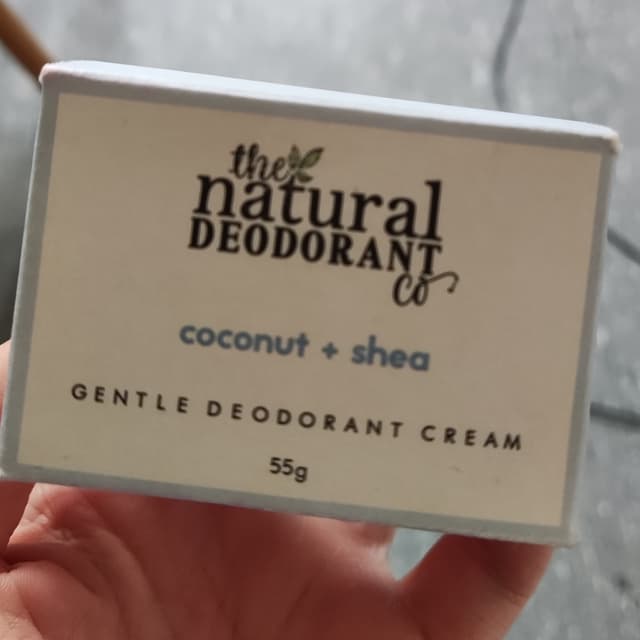 the
natural
DEODORANT
co
coconut + shea
GENTLE DEODORANT CREAM
55g